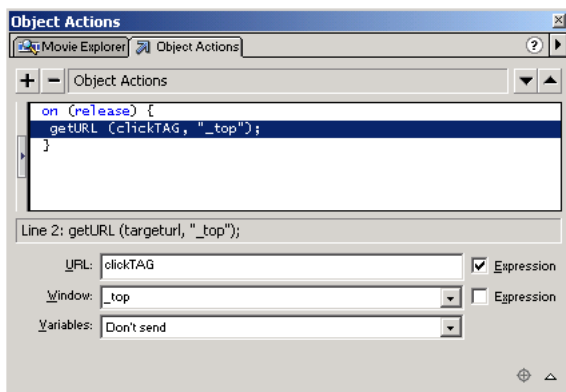 Object Actions
Movie Explorer Object Actions ?
+ - Object Actions
on (release) {
getURL (clickTAG, "_top");
}
Line 2: getURL (targeturl, "_top");
URL: clickTAG Expression
Window: _top Expression
Variables: Don't send